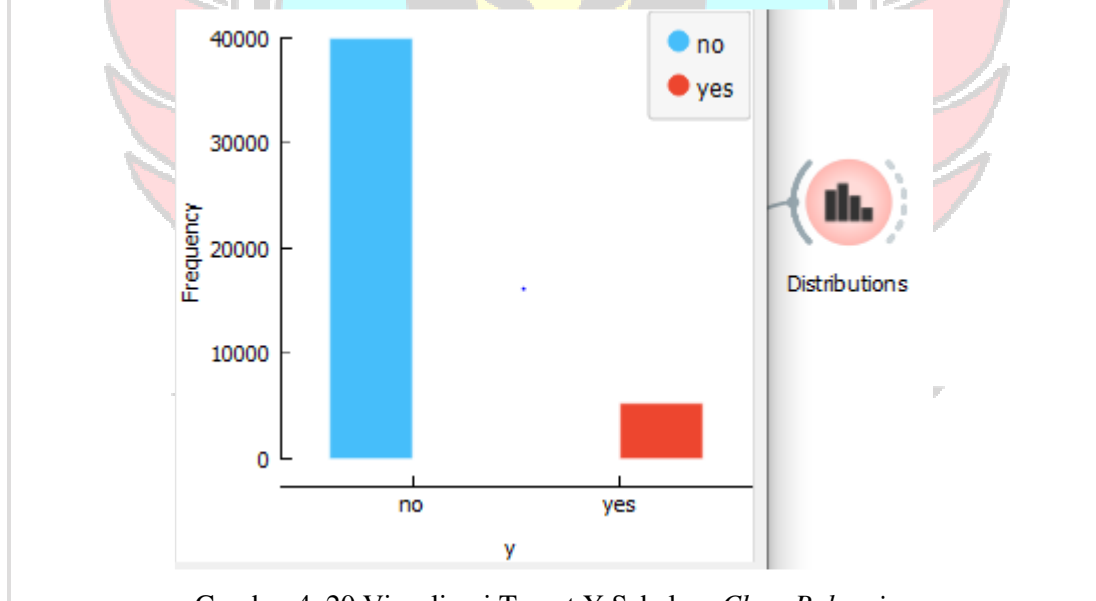 40000
30000
20000
10000
0
Frequency
no
yes
y
no
yes
Distributions